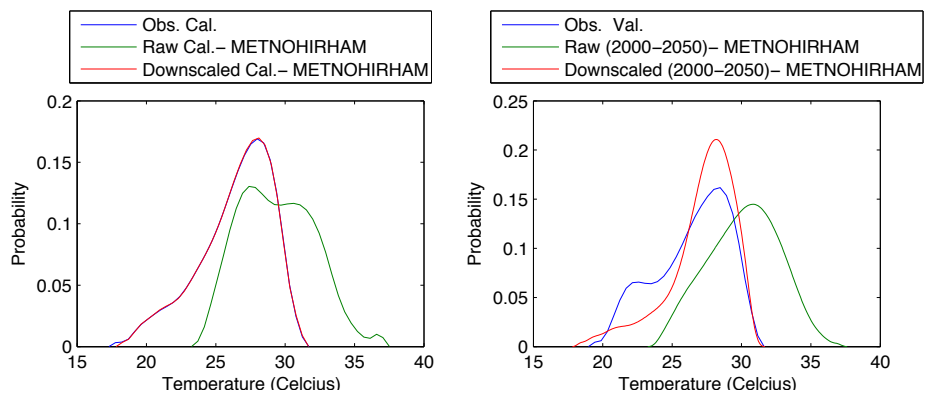 Obs. Cal.
Raw Cal.− METNOHIRHAM
Downscaled Cal.− METNOHIRHAM
0.2
0.15
0.1
0.05
0
15 20 25 30 35 40
Probability
Temperature (Celcius)
Obs. Val.
Raw (2000−2050)− METNOHIRHAM
Downscaled (2000−2050)− METNOHIRHAM
0.25
0.2
0.15
0.1
0.05
0
15 20 25 30 35 40
Probability
Temperature (Celcius)